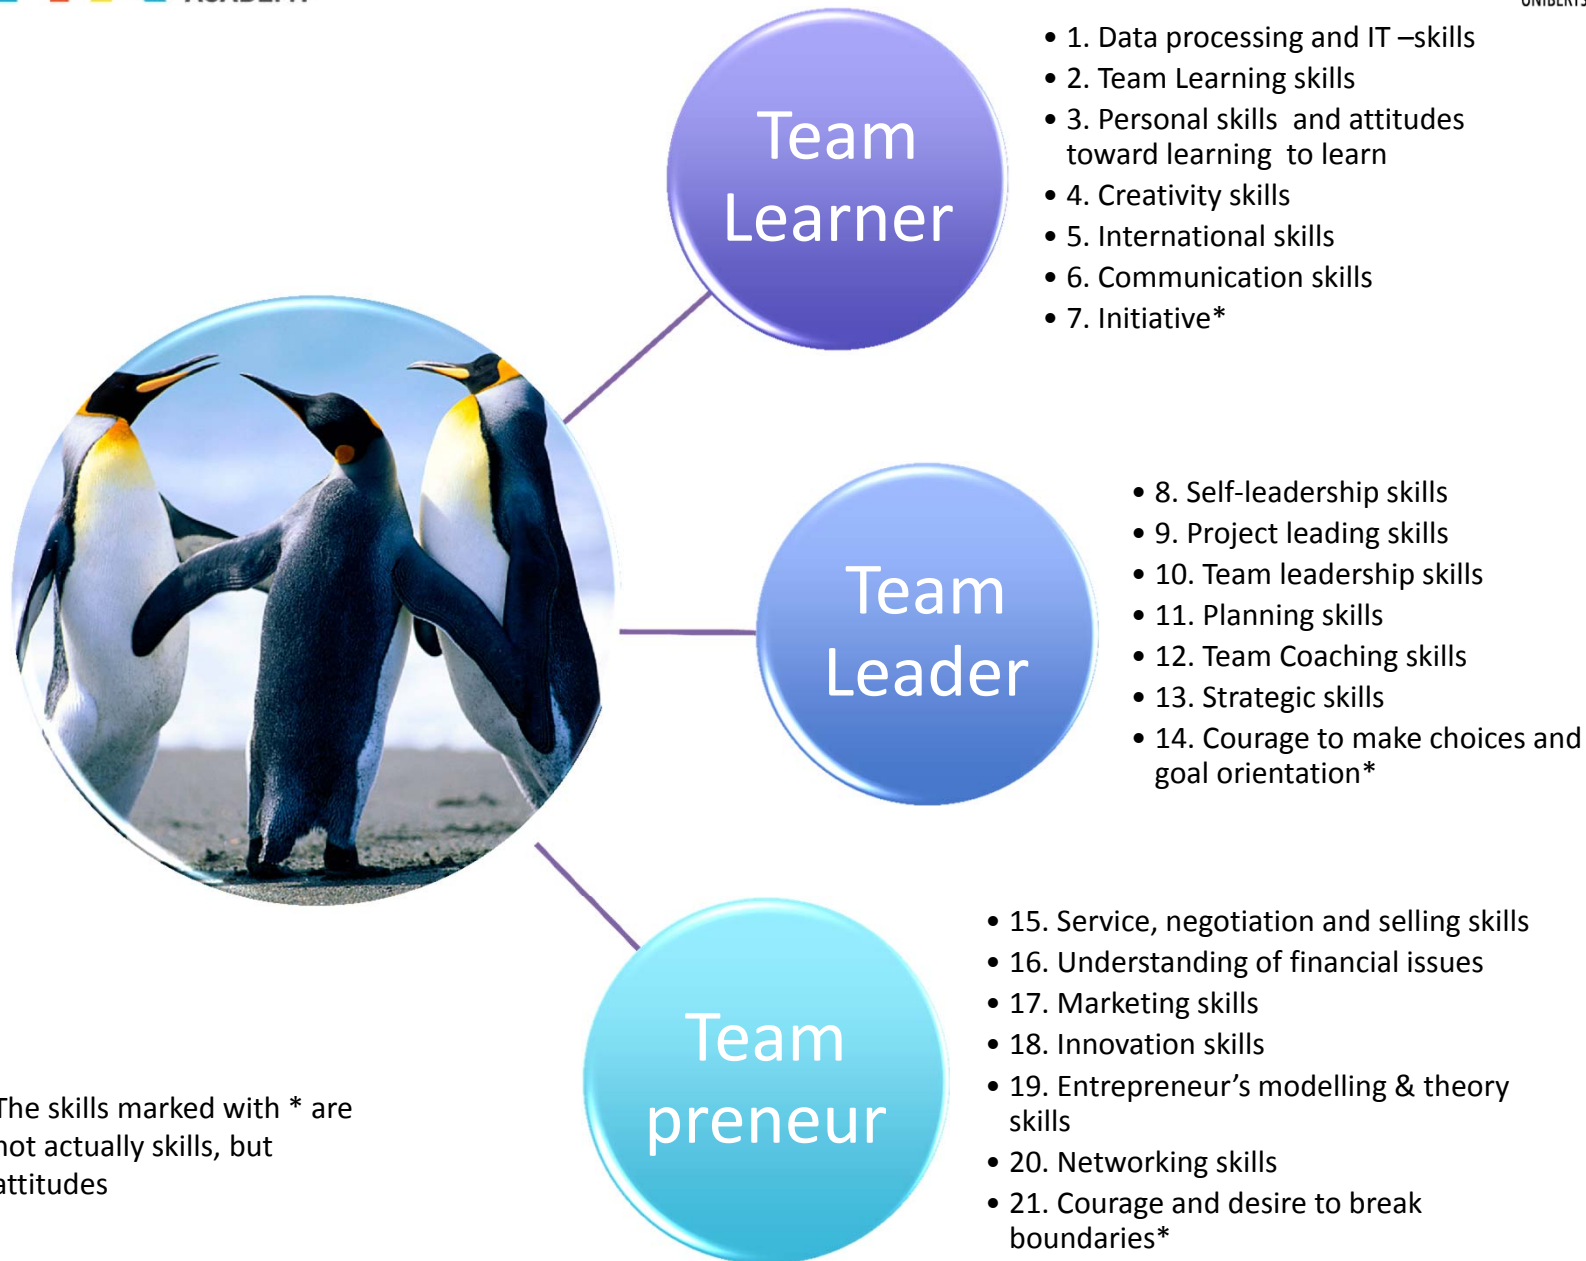 Team
Learner
• 1. Data processing and IT –skills
• 2. Team Learning skills
• 3. Personal skills and attitudes
toward learning to learn
• 4. Creativity skills
• 5. International skills
• 6. Communication skills
• 7. Initiative*
Team
Leader
• 8. Self-leadership skills
• 9. Project leading skills
• 10. Team leadership skills
• 11. Planning skills
• 12. Team Coaching skills
• 13. Strategic skills
• 14. Courage to make choices and
goal orientation*
Team
preneur
• 15. Service, negotiation and selling skills
• 16. Understanding of financial issues
• 17. Marketing skills
• 18. Innovation skills
• 19. Entrepreneur’s modelling & theory
skills
• 20. Networking skills
• 21. Courage and desire to break
boundaries*
The skills marked with * are
not actually skills, but
attitudes